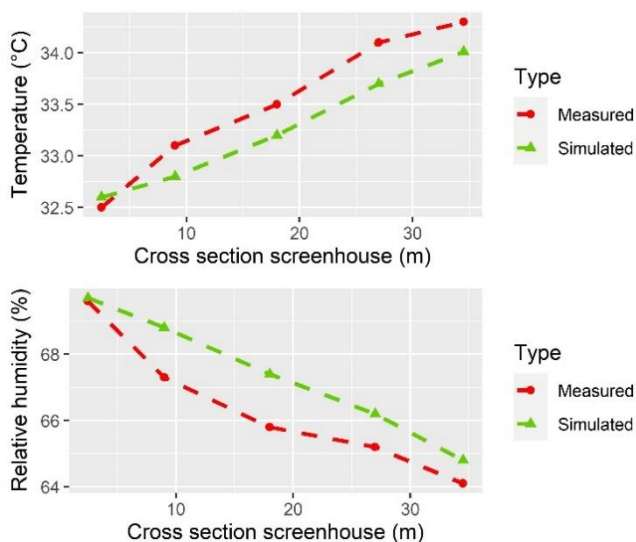 Temperature (°C)
34.0
33.5
33.0
32.5
10
20
30
Cross section screenhouse (m)
Type
Measured
Simulated
Relative humidity (%)
68
66
64
10
20
30
Cross section screenhouse (m)
Type
Measured
Simulated